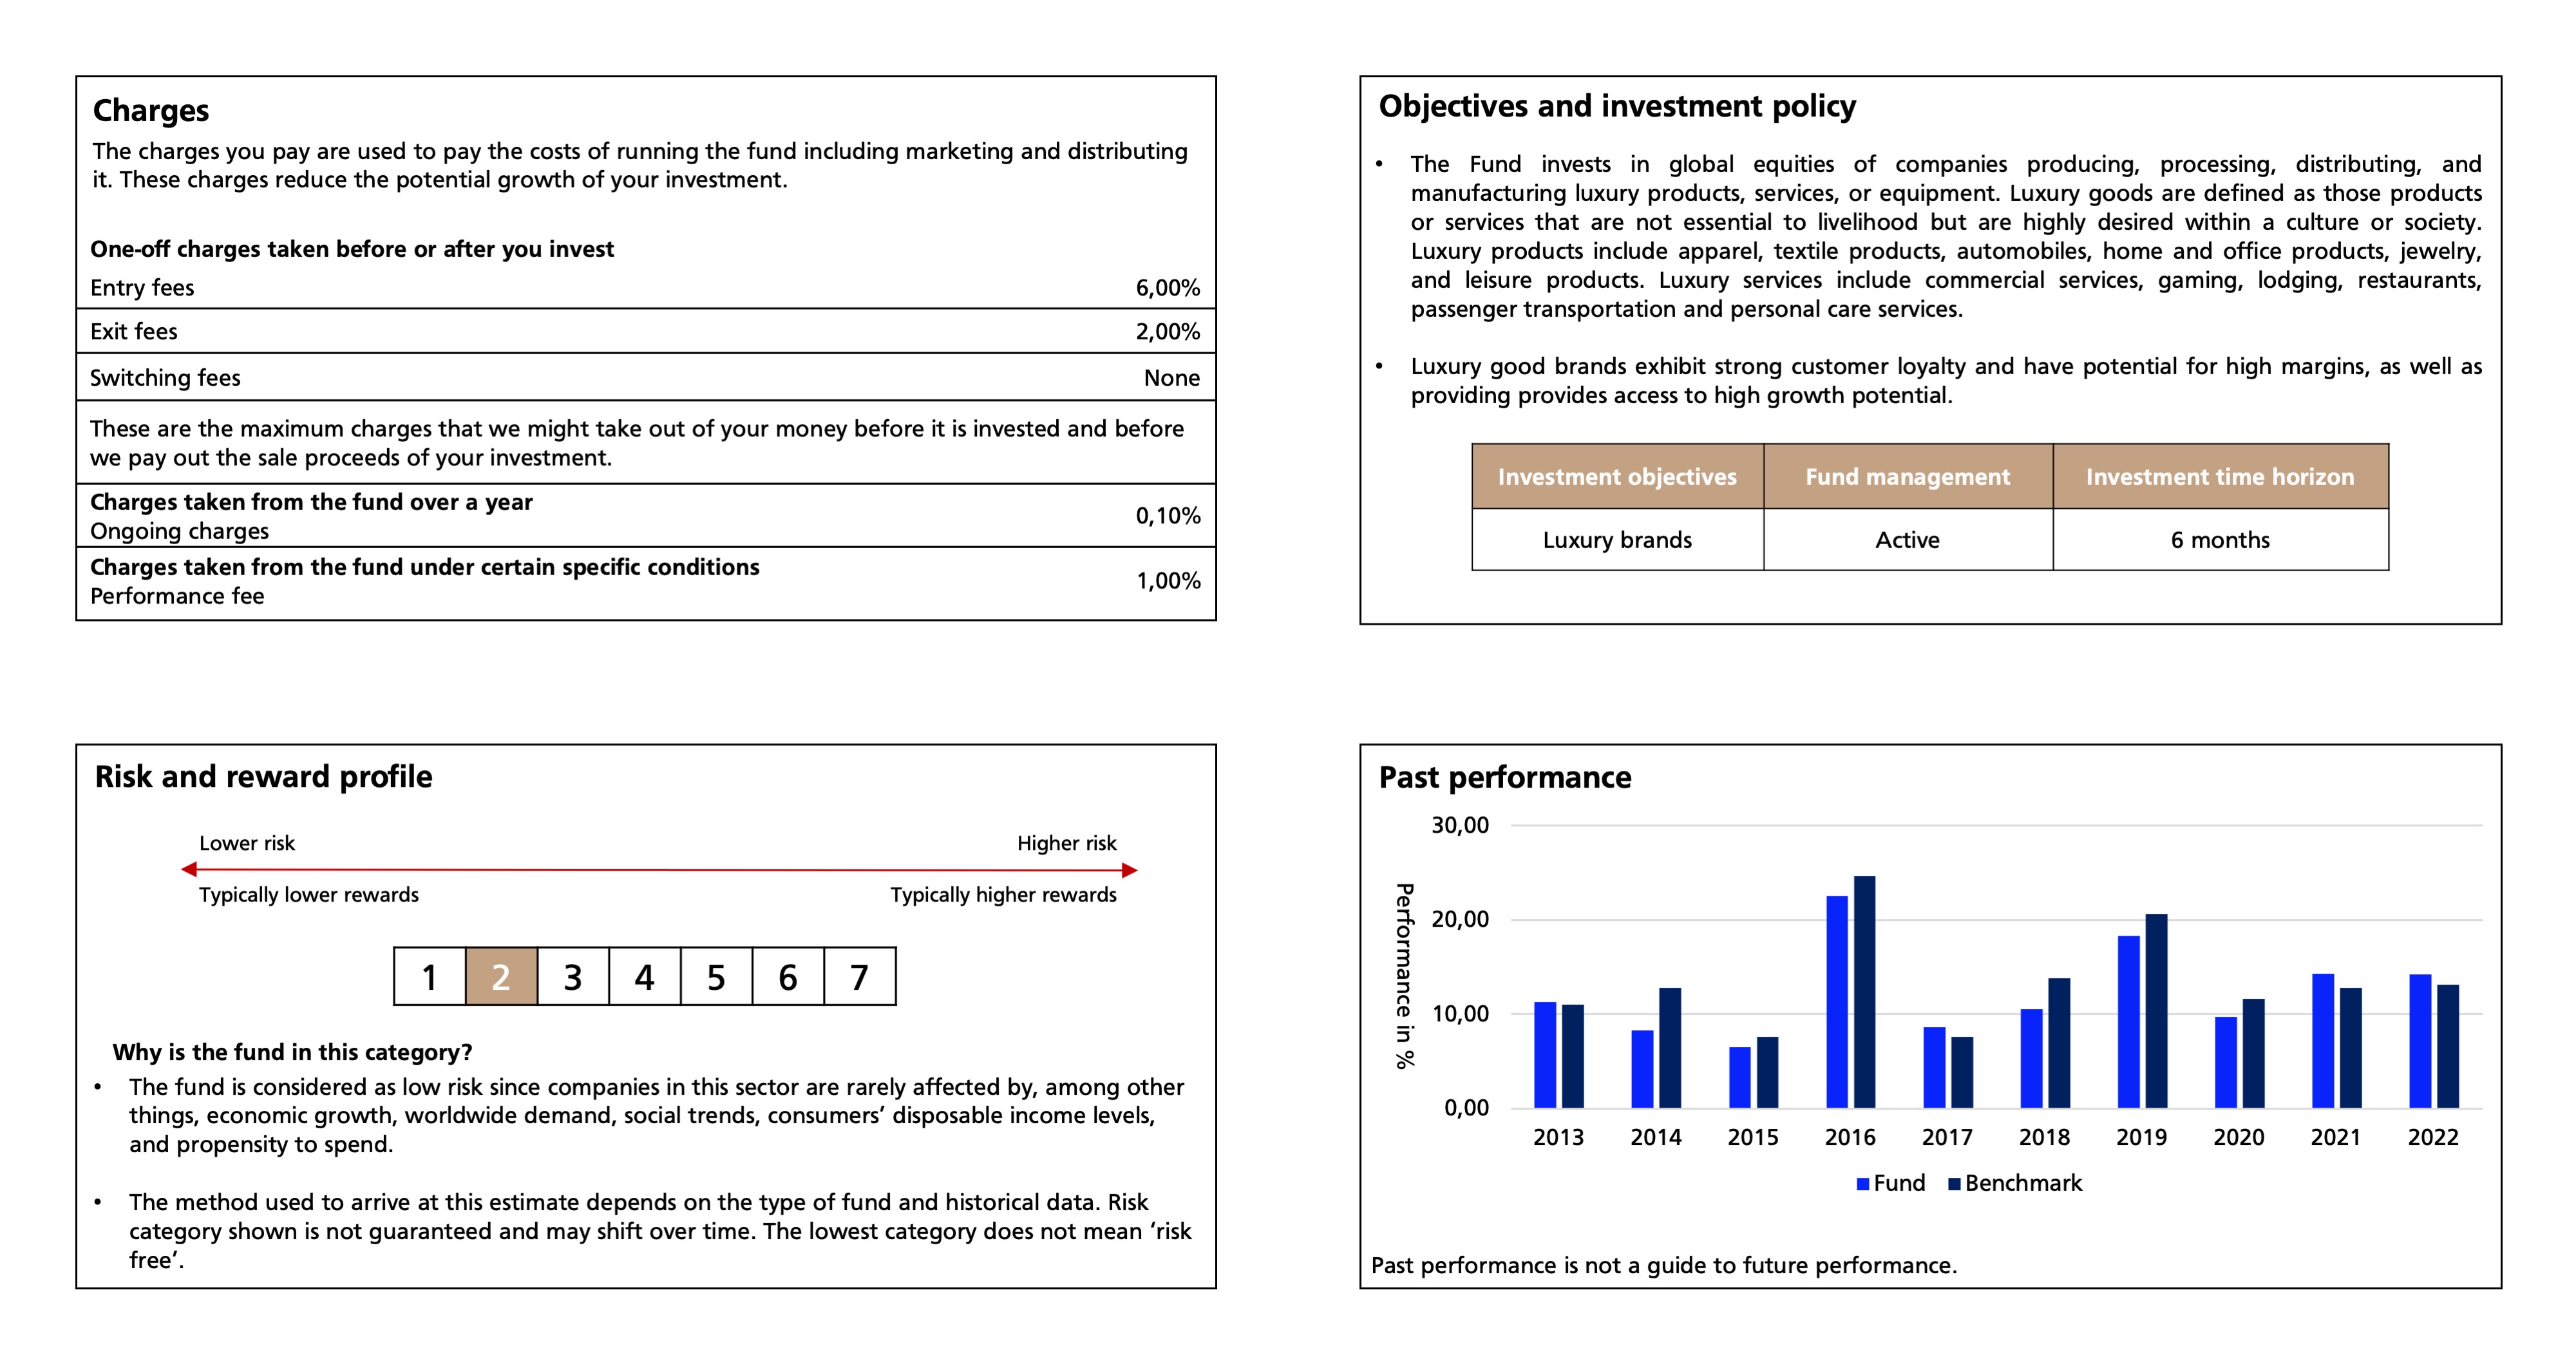 Charges
The charges you pay are used to pay the costs of running the fund including marketing and distributing
it. These charges reduce the potential growth of your investment.
One-off charges taken before or after you invest
Entry fees 6,00%
Exit fees 2,00%
Switching fees None
These are the maximum charges that we might take out of your money before it is invested and before
we pay out the sale proceeds of your investment.
Charges taken from the fund over a year
Ongoing charges 0,10%
Charges taken from the fund under certain specific conditions
Performance fee 1,00%
Objectives and investment policy
• The Fund invests in global equities of companies producing, processing, distributing, and
manufacturing luxury products, services, or equipment. Luxury goods are defined as those products
or services that are not essential to livelihood but are highly desired within a culture or society.
Luxury products include apparel, textile products, automobiles, home and office products, jewelry,
and leisure products. Luxury services include commercial services, gaming, lodging, restaurants,
passenger transportation and personal care services.
• Luxury good brands exhibit strong customer loyalty and have potential for high margins, as well as
providing provides access to high growth potential.
Investment objectives Fund management Investment time horizon
Luxury brands Active 6 months
Risk and reward profile
Lower risk Higher risk
Typically lower rewards Typically higher rewards
1 2 3 4 5 6 7
Why is the fund in this category?
• The fund is considered as low risk since companies in this sector are rarely affected by, among other
things, economic growth, worldwide demand, social trends, consumers’ disposable income levels,
and propensity to spend.
• The method used to arrive at this estimate depends on the type of fund and historical data. Risk
category shown is not guaranteed and may shift over time. The lowest category does not mean ‘risk
free’.
Past performance
Performance in %
30,00
20,00
10,00
0,00
2013 2014 2015 2016 2017 2018 2019 2020 2021 2022
Fund Benchmark
Past performance is not a guide to future performance.